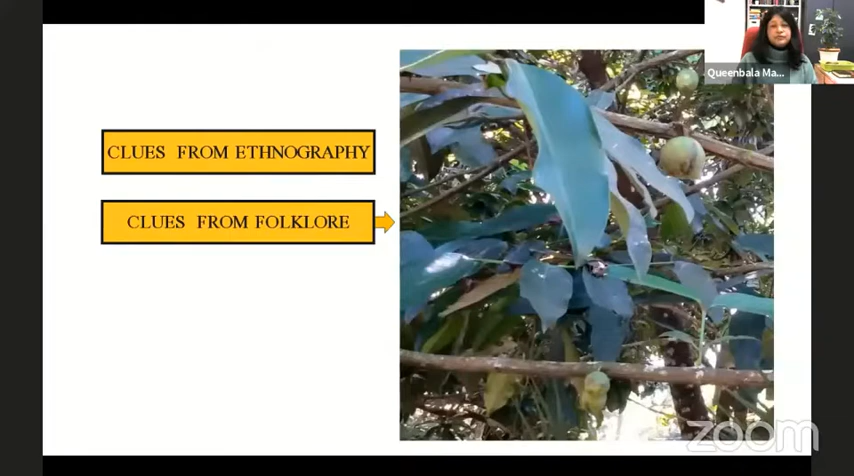 Queenbala Ma...
CLUES FROM ETHNOGRAPHY
CLUES FROM FOLKLORE
zoom